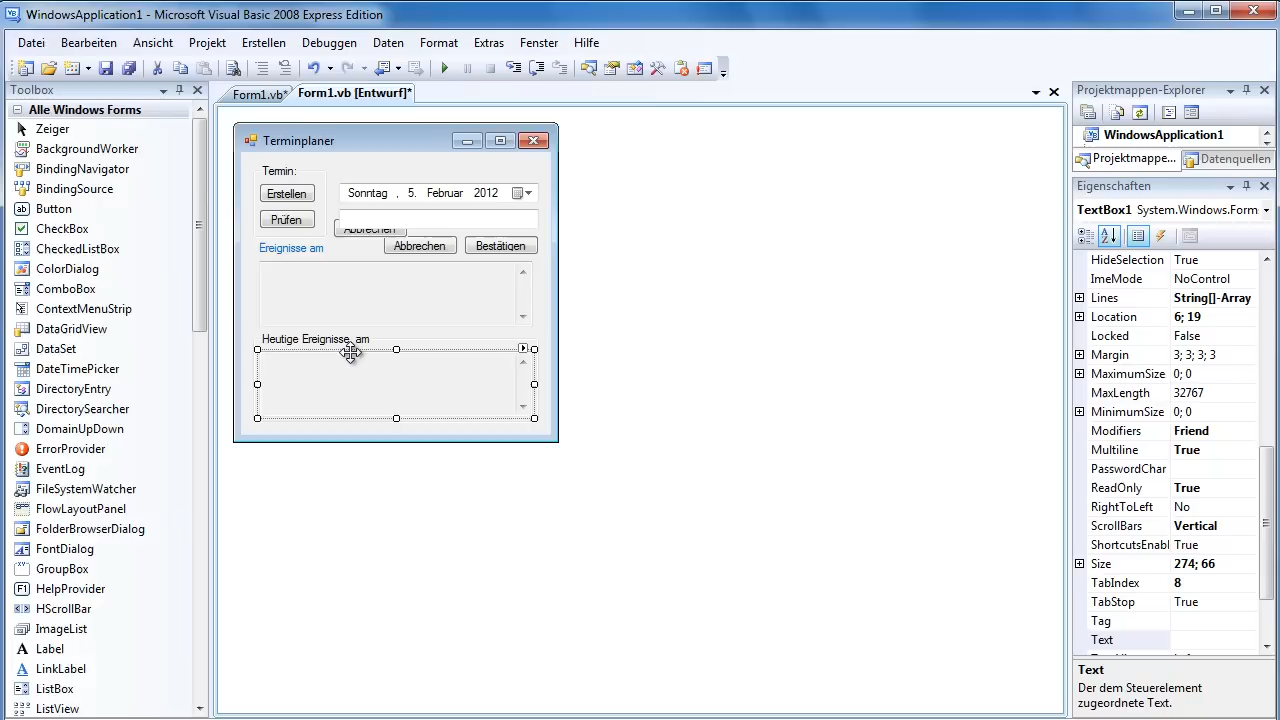 WindowsApplication1 - Microsoft Visual Basic 2008 Express Edition
Datei Bearbeiten Ansicht Projekt Erstellen Debuggen Daten Format Extras Fenster Hilfe
Toolbox
Alle Windows Forms
Zeiger
BackgroundWorker
BindingNavigator
BindingSource
Button
CheckBox
CheckedListBox
ColorDialog
ComboBox
ContextMenuStrip
DataGridView
DataSet
DateTimePicker
DirectoryEntry
DirectorySearcher
DomainUpDown
ErrorProvider
EventLog
FileSystemWatcher
FlowLayoutPanel
FolderBrowserDialog
FontDialog
GroupBox
HelpProvider
HScrollBar
ImageList
Label
LinkLabel
ListBox
ListView
Form1.vb* Form1.vb [Entwurf]*
Terminplaner
Termin:
Erstellen
Sonntag , 5. Februar 2012
Prüfen
Abbrechen
Ereignisse am
Abbrechen
Bestätigen
Heutige Ereignisse am
Projektmappen-Explorer
WindowsApplication1
Projektmappe... Datenquellen
Eigenschaften
TextBox1 System.Windows.Form
HideSelection True
ImeMode NoControl
Lines String[]-Array
Location 6; 19
Locked False
Margin 3; 3; 3; 3
MaximumSize 0; 0
MaxLength 32767
MinimumSize 0; 0
Modifiers Friend
Multiline True
PasswordChar
ReadOnly True
RightToLeft No
ScrollBars Vertical
ShortcutsEnabl True
Size 274; 66
TabIndex 8
TabStop True
Tag
Text
Text
Der dem Steuerelement
zugeordnete Text.